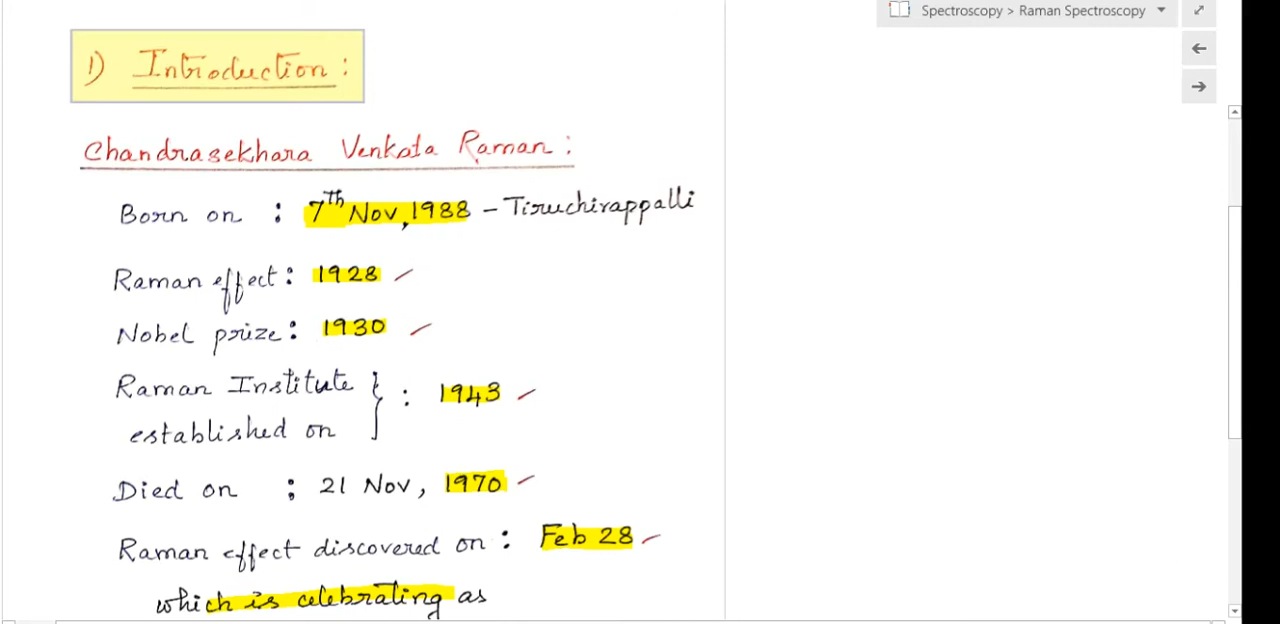 Spectroscopy > Raman Spectroscopy
1) Introduction :
Chandrasekhara Venkata Raman :
Born on : 7th Nov, 1988 - Tiruchirappalli
Raman effect : 1928
Nobel prize : 1930
Raman Institute
established on } : 1943
Died on : 21 Nov, 1970
Raman effect discovered on : Feb 28
which is celebrating as